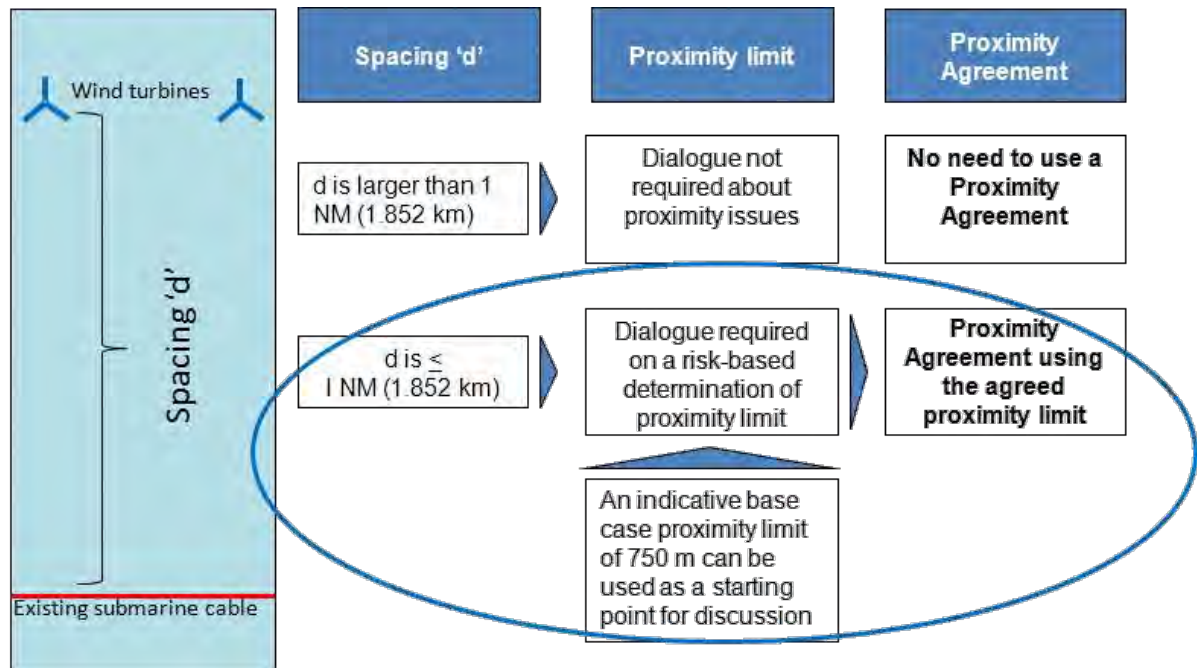 Wind turbines
Spacing 'd'
Existing submarine cable
Spacing 'd'
Proximity limit
Proximity
Agreement
d is larger than 1
NM (1.852 km)
Dialogue not
required about
proximity issues
No need to use a
Proximity
Agreement
d is ≤
I NM (1.852 km)
Dialogue required
on a risk-based
determination of
proximity limit
Proximity
Agreement using
the agreed
proximity limit
An indicative base
case proximity limit
of 750 m can be
used as a starting
point for discussion